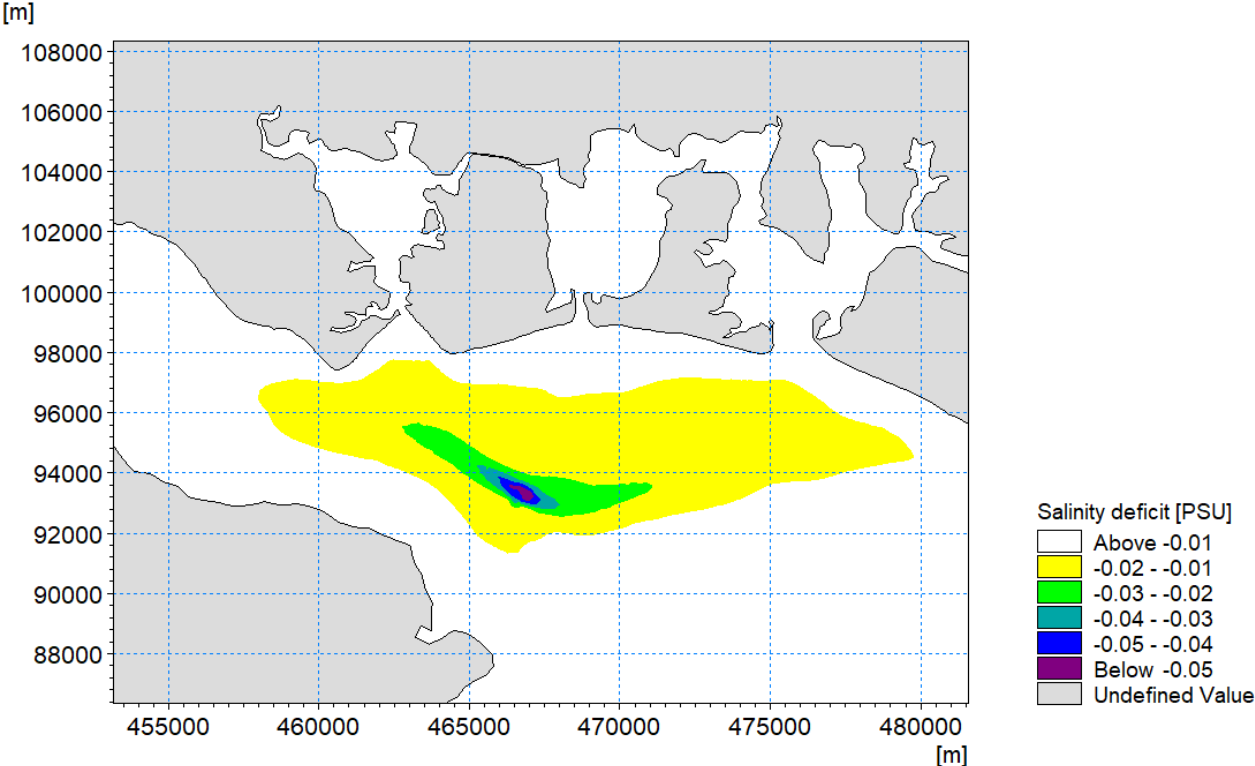 [m]
108000
106000
104000
102000
100000
98000
96000
94000
92000
90000
88000
455000 460000 465000 470000 475000 480000
[m]
Salinity deficit [PSU]
Above -0.01
-0.02 - -0.01
-0.03 - -0.02
-0.04 - -0.03
-0.05 - -0.04
Below -0.05
Undefined Value